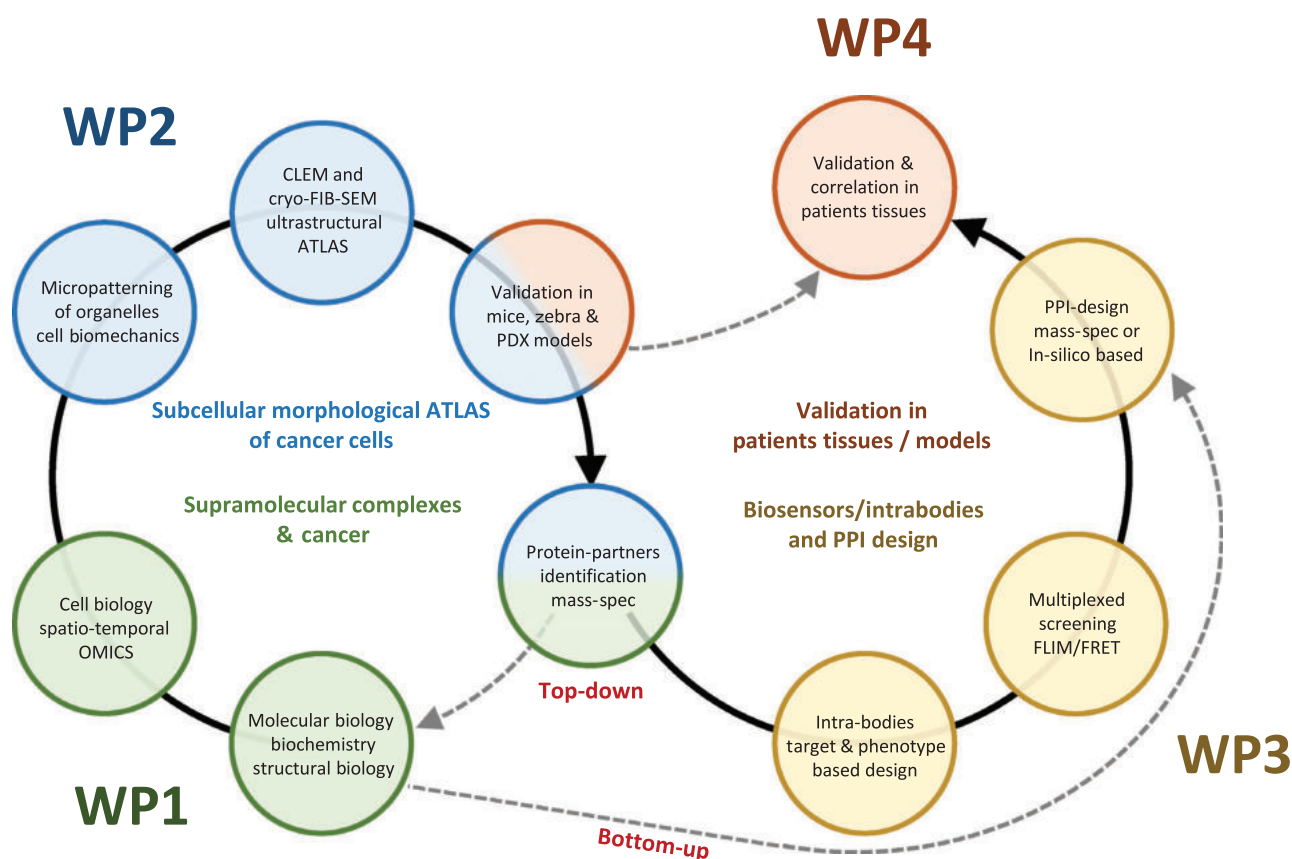 WP4
WP2
CLEM and
cryo-FIB-SEM
ultrastructural
ATLAS
Validation &
correlation in
patients tissues
Micropatterning
of organelles
cell biomechanics
Validation in
mice, zebra &
PDX models
PPI-design
mass-spec or
In-silico based
Subcellular morphological ATLAS
of cancer cells
Validation in
patients tissues / models
Supramolecular complexes
& cancer
Biosensors/intrabodies
and PPI design
Protein-partners
identification
mass-spec
Cell biology
spatio-temporal
OMICS
Multiplexed
screening
FLIM/FRET
Top-down
Molecular biology
biochemistry
structural biology
Intra-bodies
target & phenotype
based design
WP3
WP1
Bottom-up